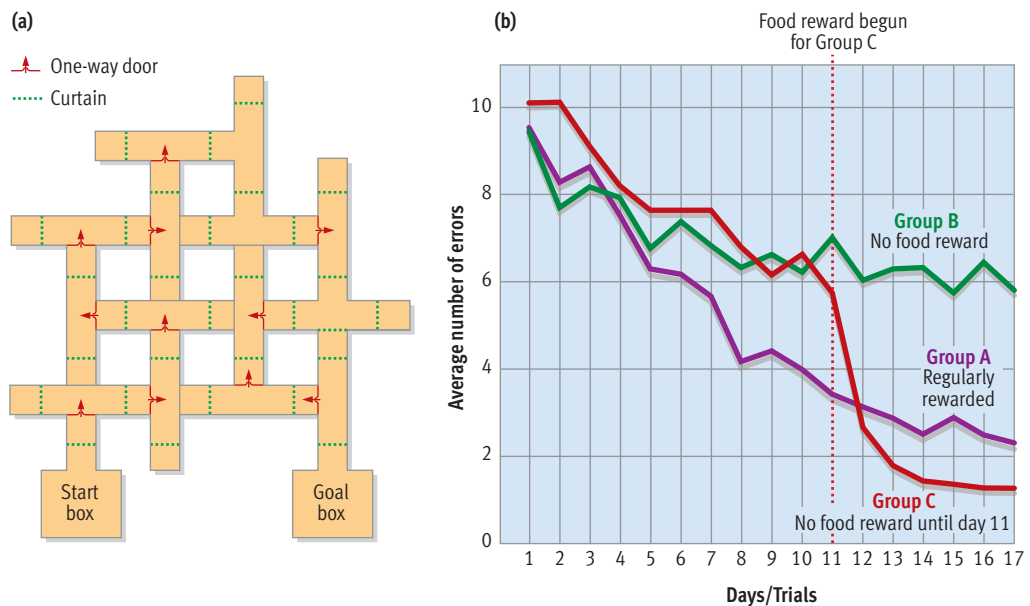 (a)
One-way door
Curtain
Start
box
Goal
box
(b)
Food reward begun
for Group C
Average number of errors
10
8
6
4
2
0
Group B
No food reward
Group A
Regularly
rewarded
Group C
No food reward until day 11
1 2 3 4 5 6 7 8 9 10 11 12 13 14 15 16 17
Days/Trials